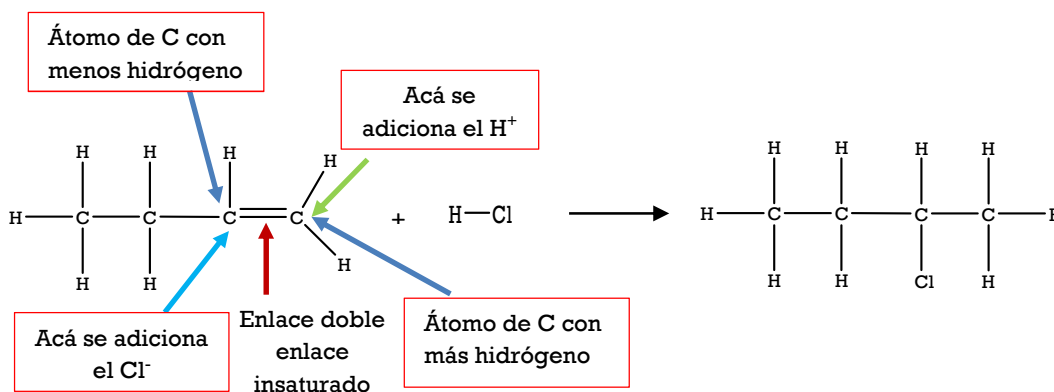 Átomo de C con
menos hidrógeno
Acá se
adiciona el H⁺
H H H H
H C C C C + H Cl
H H H
Acá se adiciona
el Cl⁻
Enlace doble
enlace
insaturado
Átomo de C con
más hidrógeno
H H H H
H C C C C H
H H Cl H